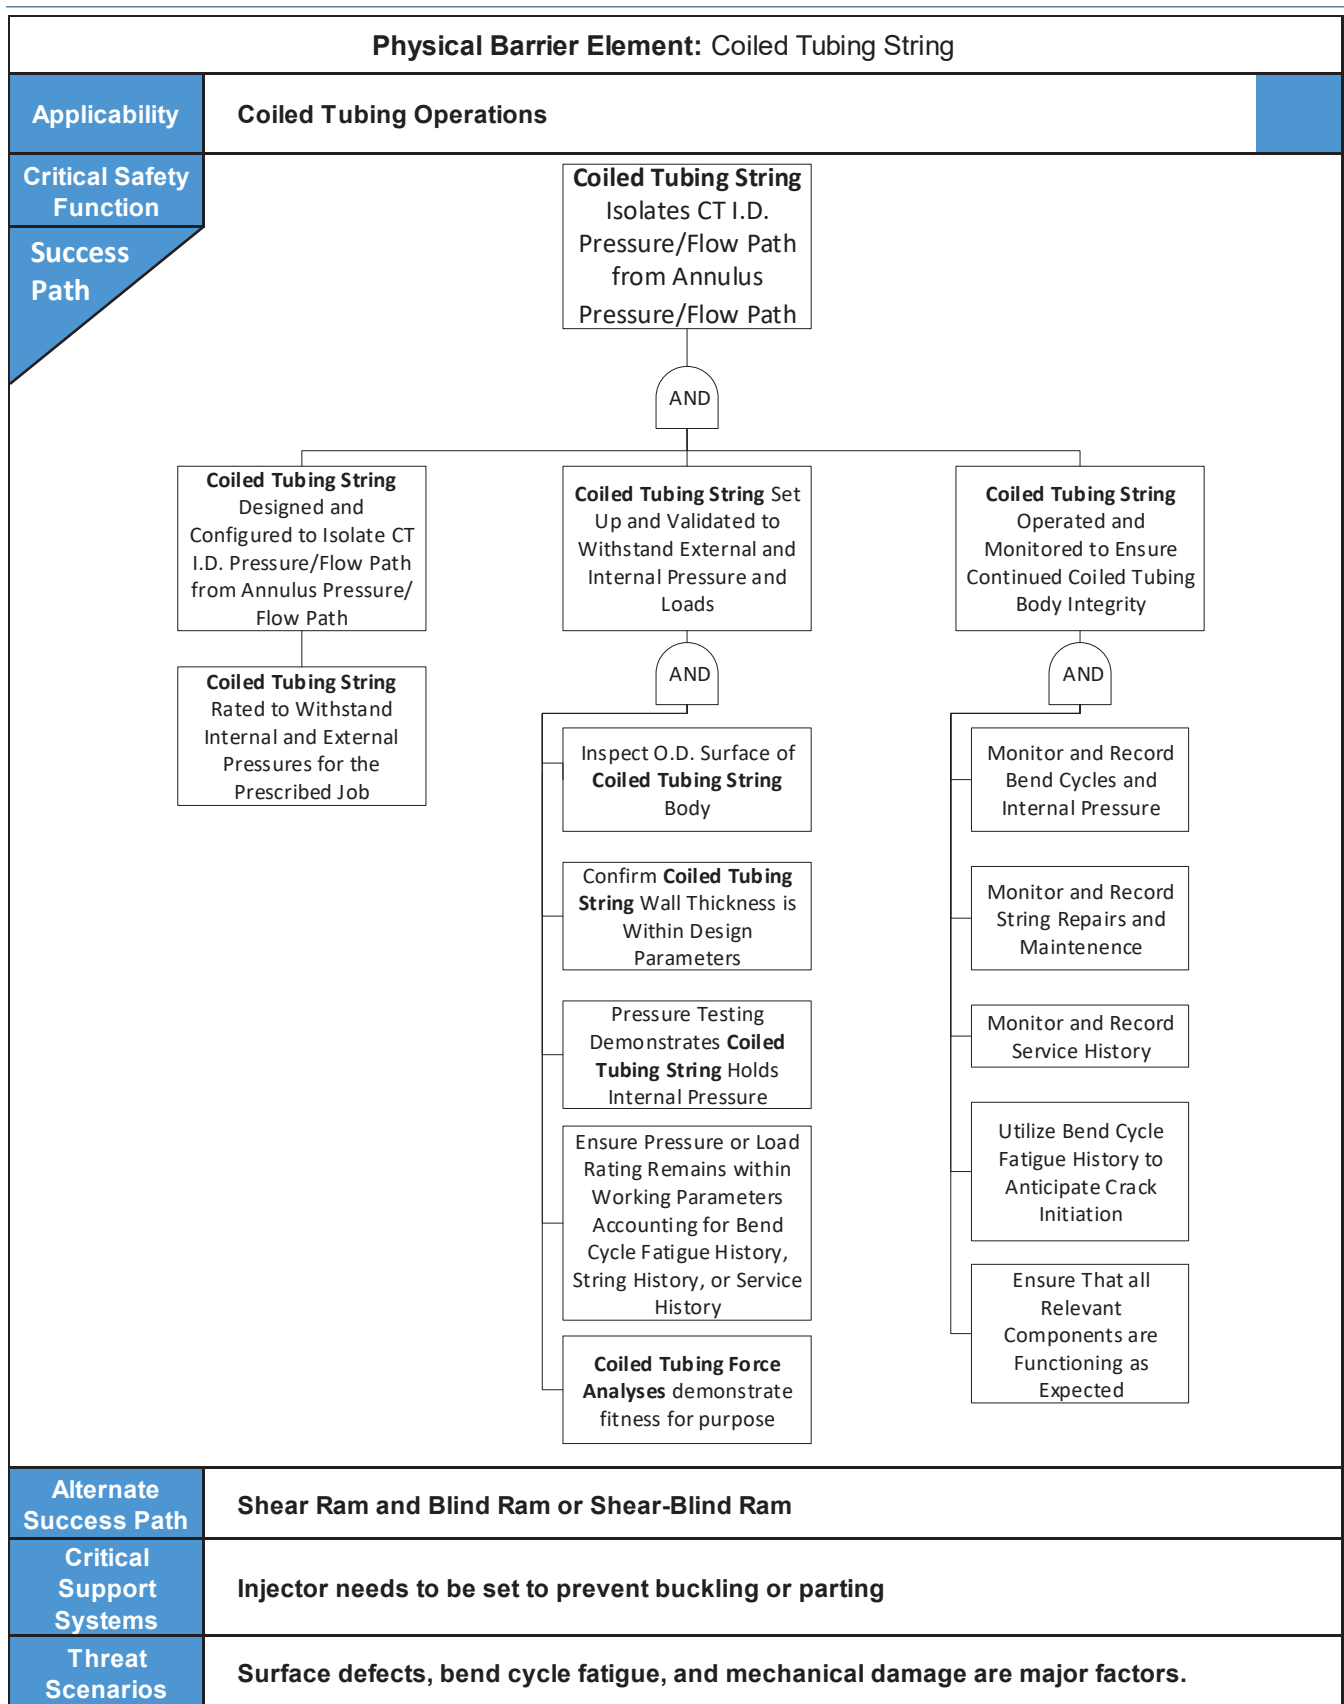 Physical Barrier Element: Coiled Tubing String
Applicability
Coiled Tubing Operations
Critical Safety
Function
Success
Path
Coiled Tubing String
Isolates CT I.D.
Pressure/Flow Path
from Annulus
Pressure/Flow Path
AND
Coiled Tubing String
Designed and
Configured to Isolate CT
I.D. Pressure/Flow Path
from Annulus Pressure/
Flow Path
Coiled Tubing String
Rated to Withstand
Internal and External
Pressures for the
Prescribed Job
Coiled Tubing String Set
Up and Validated to
Withstand External and
Internal Pressure and
Loads
AND
Inspect O.D. Surface of
Coiled Tubing String
Body
Confirm Coiled Tubing
String Wall Thickness is
Within Design
Parameters
Pressure Testing
Demonstrates Coiled
Tubing String Holds
Internal Pressure
Ensure Pressure or Load
Rating Remains within
Working Parameters
Accounting for Bend
Cycle Fatigue History,
String History, or Service
History
Coiled Tubing Force
Analyses demonstrate
fitness for purpose
Coiled Tubing String
Operated and
Monitored to Ensure
Continued Coiled Tubing
Body Integrity
AND
Monitor and Record
Bend Cycles and
Internal Pressure
Monitor and Record
String Repairs and
Maintenence
Monitor and Record
Service History
Utilize Bend Cycle
Fatigue History to
Anticipate Crack
Initiation
Ensure That all
Relevant
Components are
Functioning as
Expected
Alternate
Success Path
Shear Ram and Blind Ram or Shear-Blind Ram
Critical
Support
Systems
Injector needs to be set to prevent buckling or parting
Threat
Scenarios
Surface defects, bend cycle fatigue, and mechanical damage are major factors.